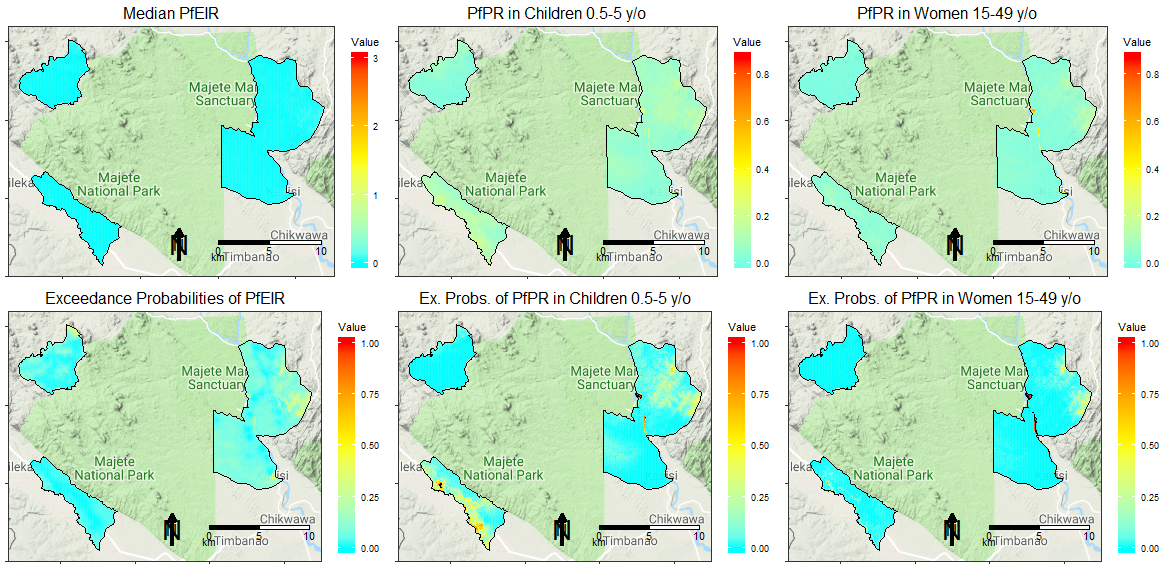 Median PfEIR
PfPR in Children 0.5-5 y/o
PfPR in Women 15-49 y/o
Value
3
2
1
0
Majete Ma
Sanctuary
Majete
National Park
ileka
isi
Chikwawa
N
0 5 10
km
Timbanao
Value
0.8
0.6
0.4
0.2
0.0
Majete Ma
Sanctuary
Majete
National Park
Chikwawa
N
0 5 10
km
Timbanao
Value
0.8
0.6
0.4
0.2
0.0
Majete Ma
Sanctuary
Majete
National Park
ileka
Chikwawa
N
0 5 10
km
Timbanao
Exceedance Probabilities of PfEIR
Ex. Probs. of PfPR in Children 0.5-5 y/o
Ex. Probs. of PfPR in Women 15-49 y/o
Value
1.00
0.75
0.50
0.25
0.00
Majete Ma
Sanctuary
Majete
National Park
ileka
isi
Chikwawa
N
0 5 10
km
Timbanao
Value
1.00
0.75
0.50
0.25
0.00
Majete Ma
Sanctuary
Majete
National Park
ileka
isi
Chikwawa
N
0 5 10
km
Timbanao
Value
1.00
0.75
0.50
0.25
0.00
Majete Ma
Sanctuary
Majete
National Park
ileka
isi
Chikwawa
N
0 5 10
km
Timbanao